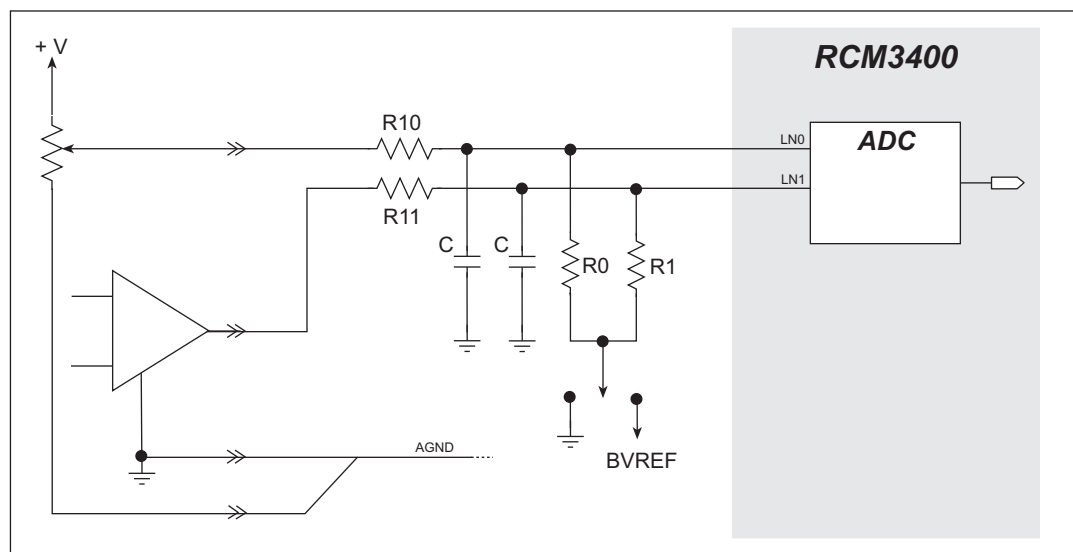 RCM3400
+ V
R10
LN0
ADC
LN1
R11
C
C
R0
R1
AGND
BVREF